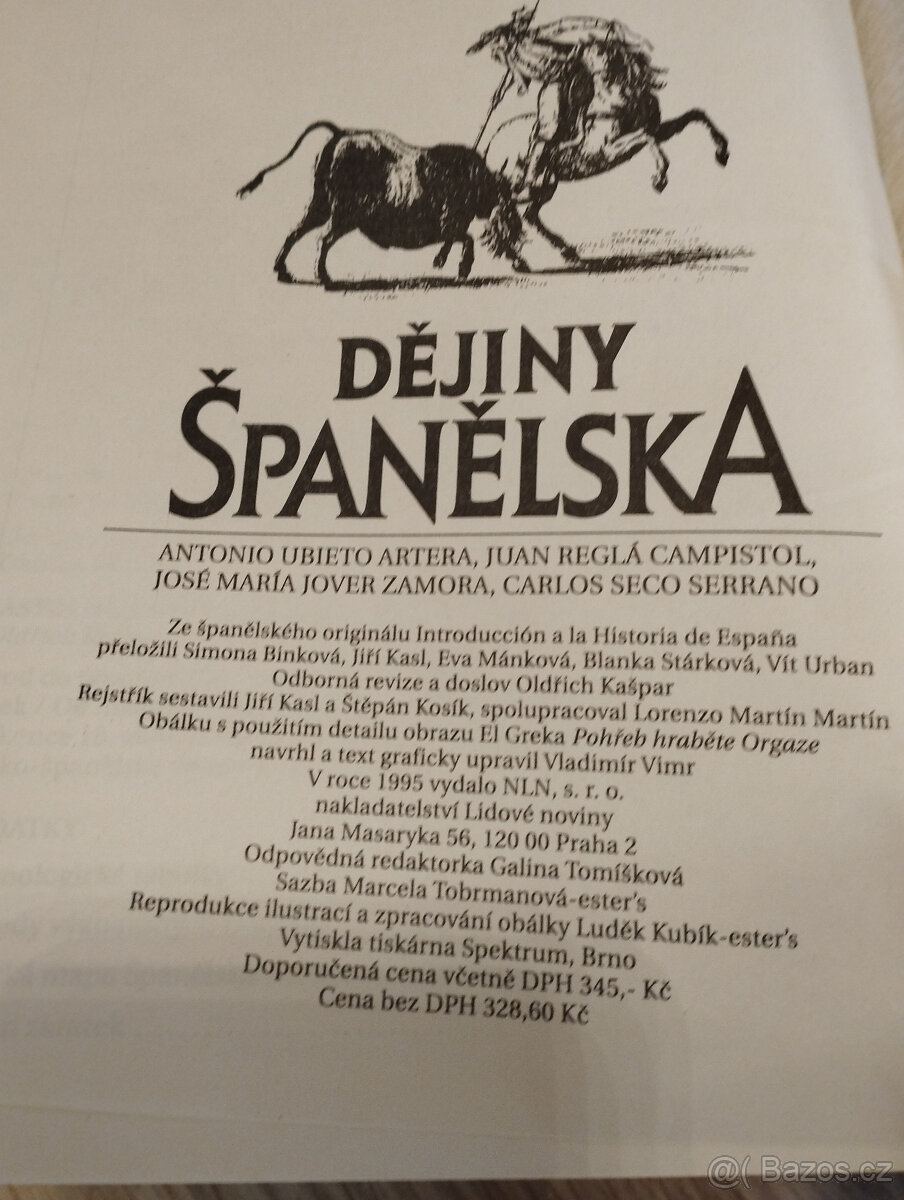 DĚJINY
ŠPANĚLSKA
ANTONIO UBIETO ARTERA, JUAN REGLÁ CAMPISTOL,
JOSÉ MARÍA JOVER ZAMORA, CARLOS SECO SERRANO
Ze španělského originálu Introducción a la Historia de España
přeložili Simona Binková, Jiří Kasl, Eva Mánková, Blanka Stárková, Vít Urban
Odborná revize a doslov Oldřich Kašpar
Rejstřík sestavili Jiří Kasl a Štěpán Kosík, spolupracoval Lorenzo Martín Martín
Obálku s použitím detailu obrazu El Greka Pohřeb hraběte Orgaze
navrhl a text graficky upravil Vladimír Vimr
V roce 1995 vydalo NLN, s. r. o.
nakladatelství Lidové noviny
Jana Masaryka 56, 120 00 Praha 2
Odpovědná redaktorka Galina Tomíšková
Sazba Marcela Tobrmanová-ester's
Reprodukce ilustrací a zpracování obálky Luděk Kubík-ester's
Vytiskla tiskárna Spektrum, Brno
Doporučená cena včetně DPH 345,- Kč
Cena bez DPH 328,60 Kč
@( Bazos.cz